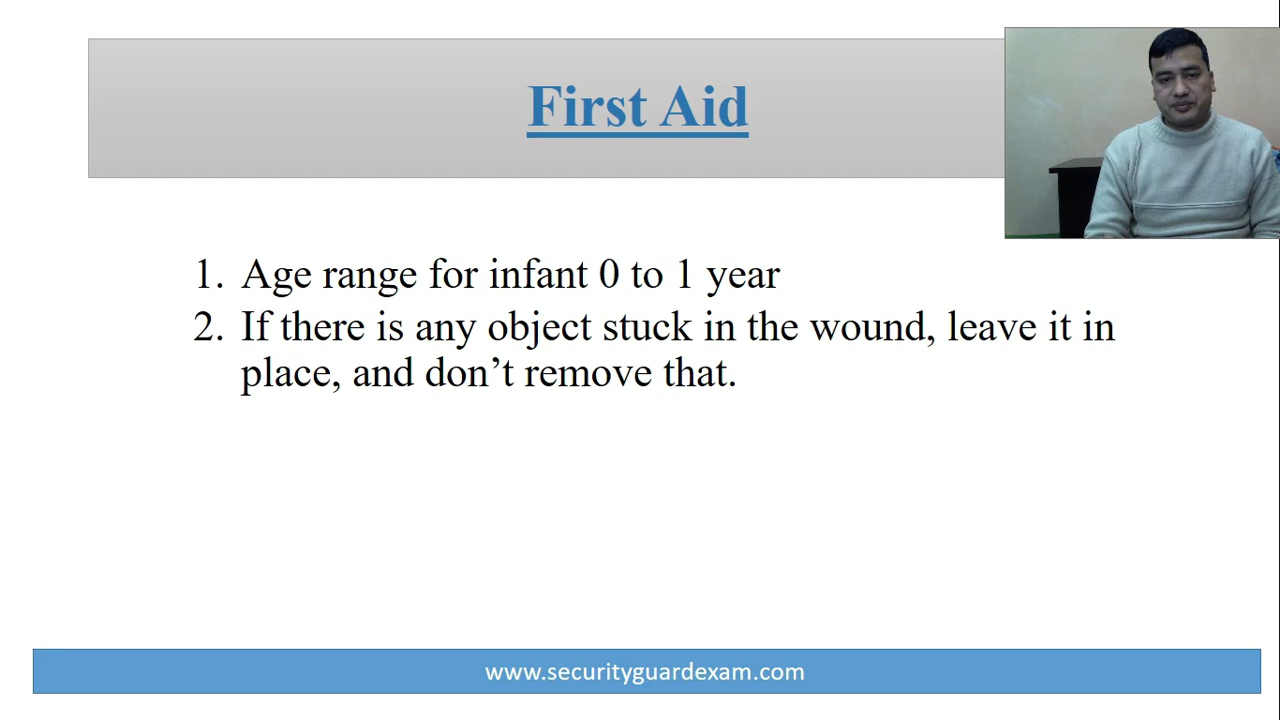 First Aid
1. Age range for infant 0 to 1 year
2. If there is any object stuck in the wound, leave it in
place, and don’t remove that.
www.securityguardexam.com